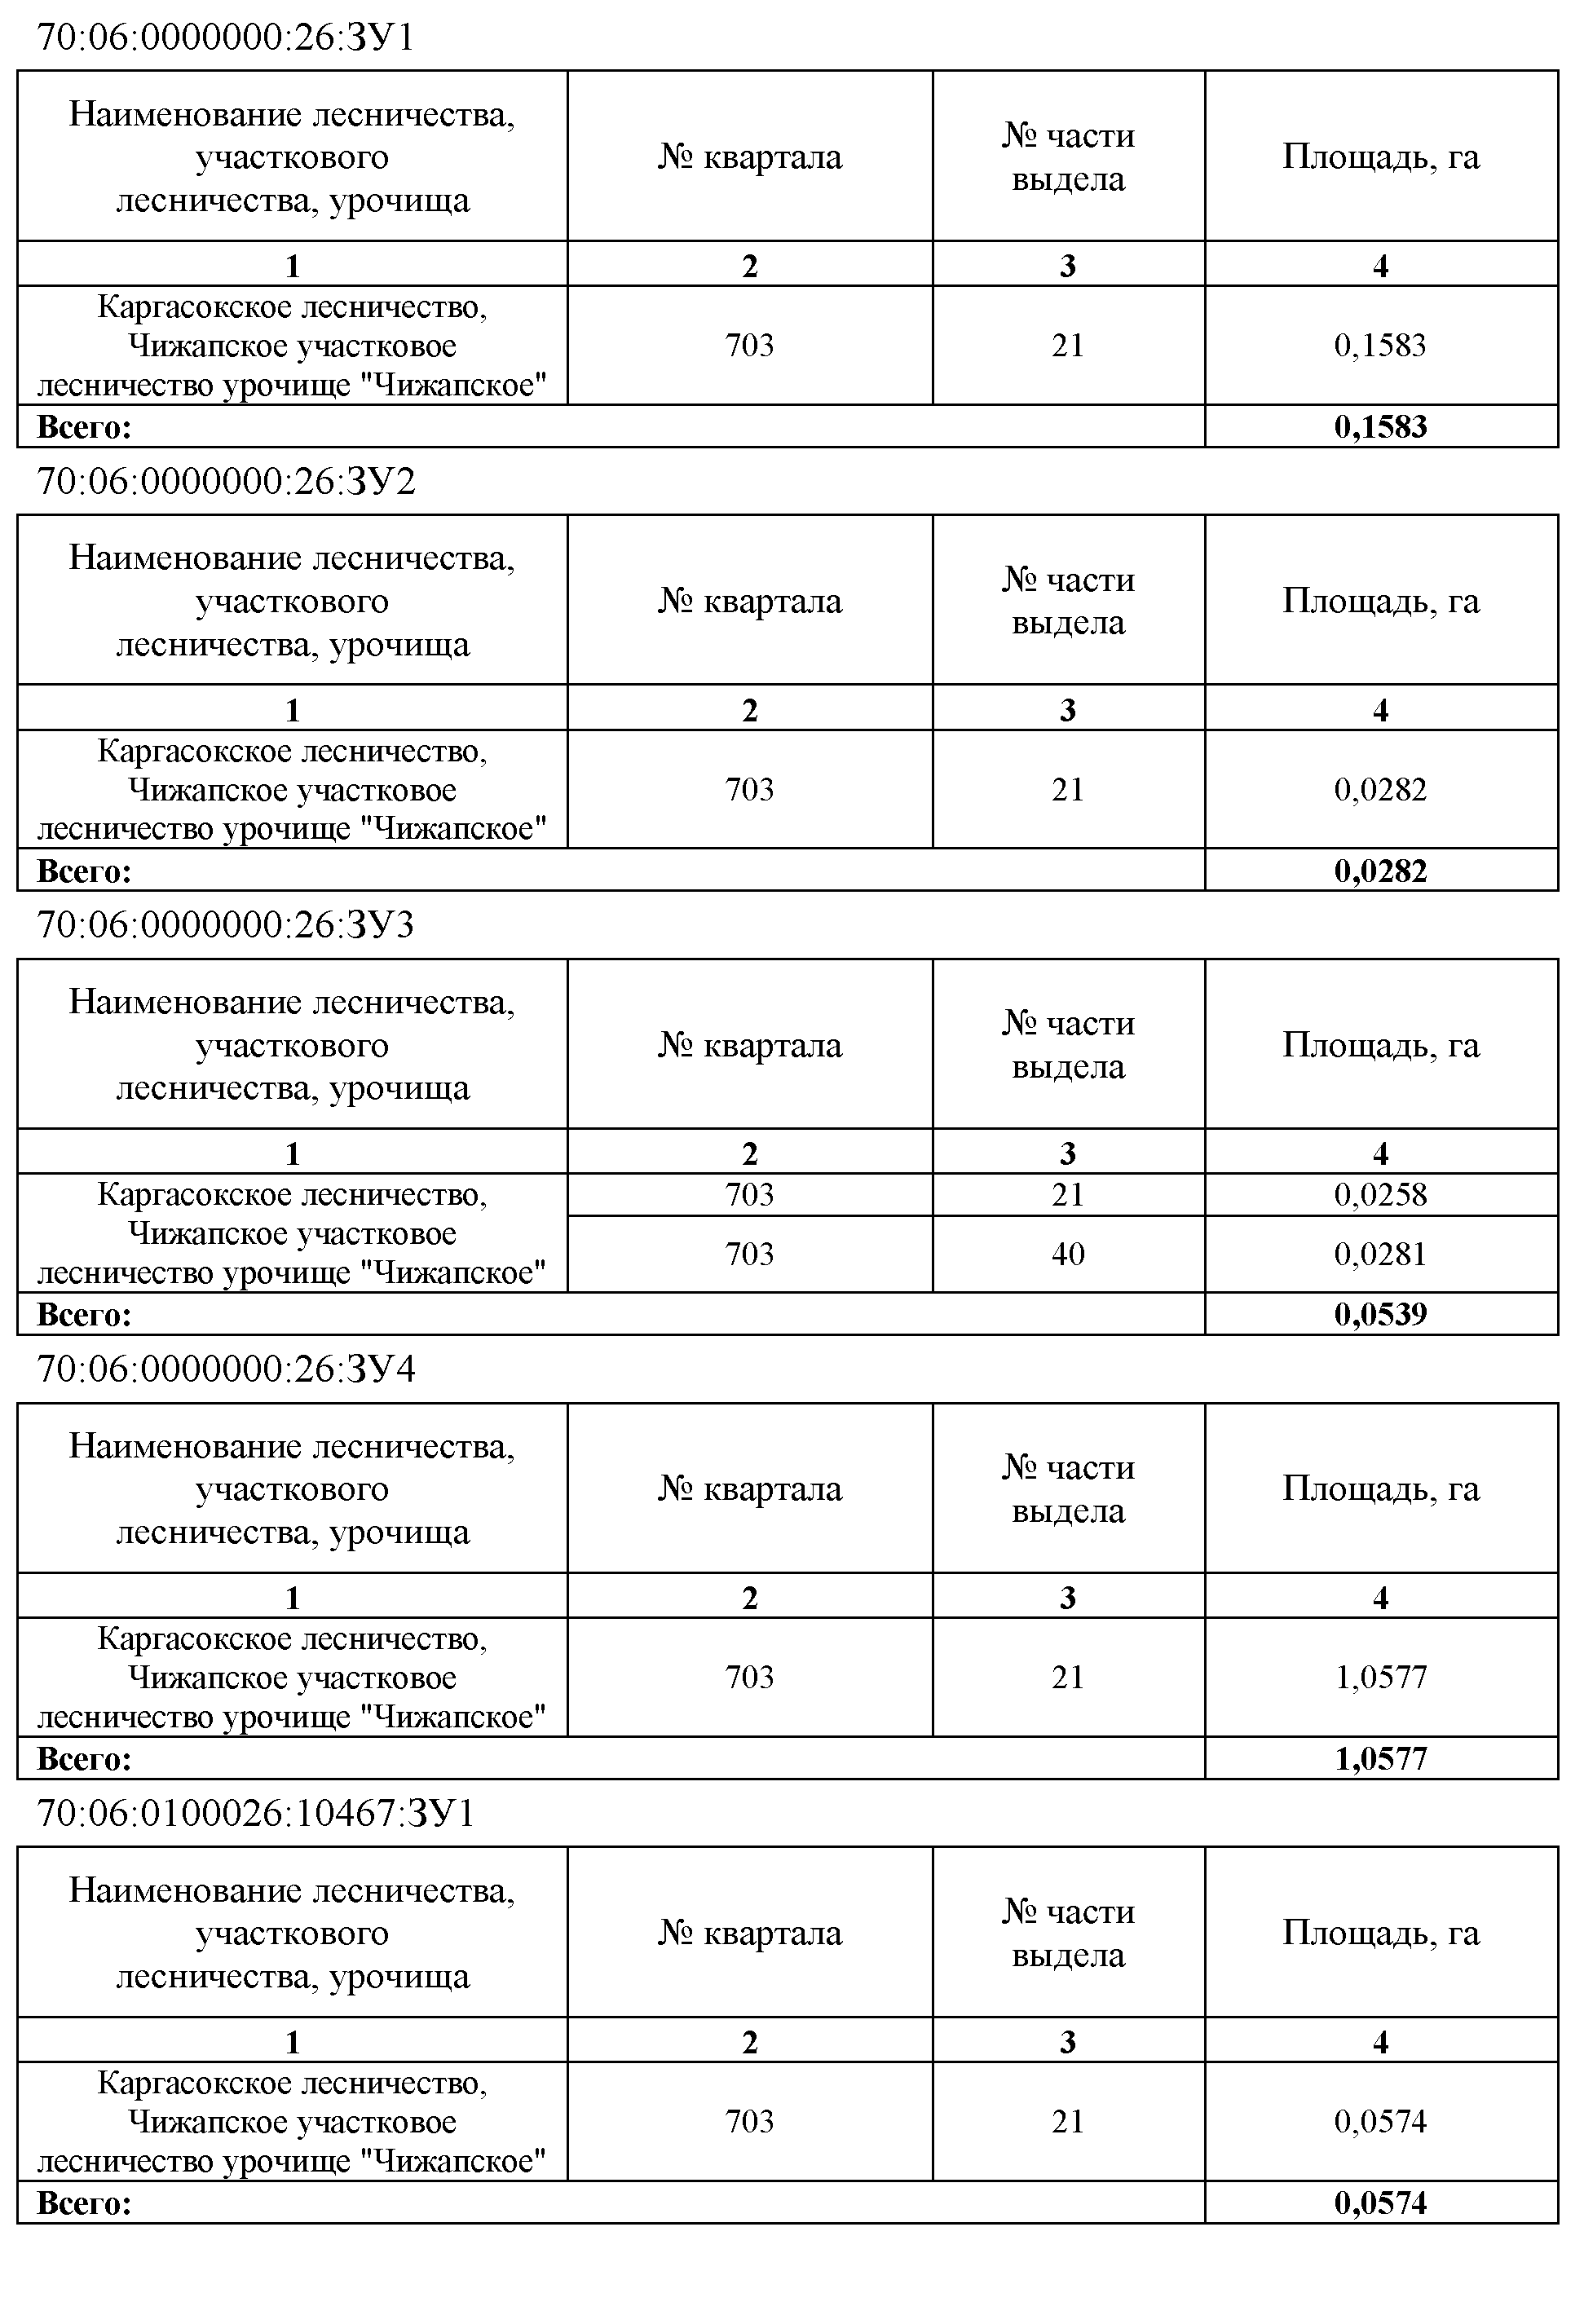 70:06:0000000:26:ЗУ1
Наименование лесничества,
участкового
лесничества, урочища
№ квартала
№ части
выдела
Площадь, га
1
2
3
4
Каргасокское лесничество,
Чижапское участковое
лесничество урочище "Чижапское"
703
21
0,1583
Всего:
0,1583
70:06:0000000:26:ЗУ2
Наименование лесничества,
участкового
лесничества, урочища
№ квартала
№ части
выдела
Площадь, га
1
2
3
4
Каргасокское лесничество,
Чижапское участковое
лесничество урочище "Чижапское"
703
21
0,0282
Всего:
0,0282
70:06:0000000:26:ЗУ3
Наименование лесничества,
участкового
лесничества, урочища
№ квартала
№ части
выдела
Площадь, га
1
2
3
4
Каргасокское лесничество,
Чижапское участковое
лесничество урочище "Чижапское"
703
21
0,0258
703
40
0,0281
Всего:
0,0539
70:06:0000000:26:ЗУ4
Наименование лесничества,
участкового
лесничества, урочища
№ квартала
№ части
выдела
Площадь, га
1
2
3
4
Каргасокское лесничество,
Чижапское участковое
лесничество урочище "Чижапское"
703
21
1,0577
Всего:
1,0577
70:06:0100026:10467:ЗУ1
Наименование лесничества,
участкового
лесничества, урочища
№ квартала
№ части
выдела
Площадь, га
1
2
3
4
Каргасокское лесничество,
Чижапское участковое
лесничество урочище "Чижапское"
703
21
0,0574
Всего:
0,0574